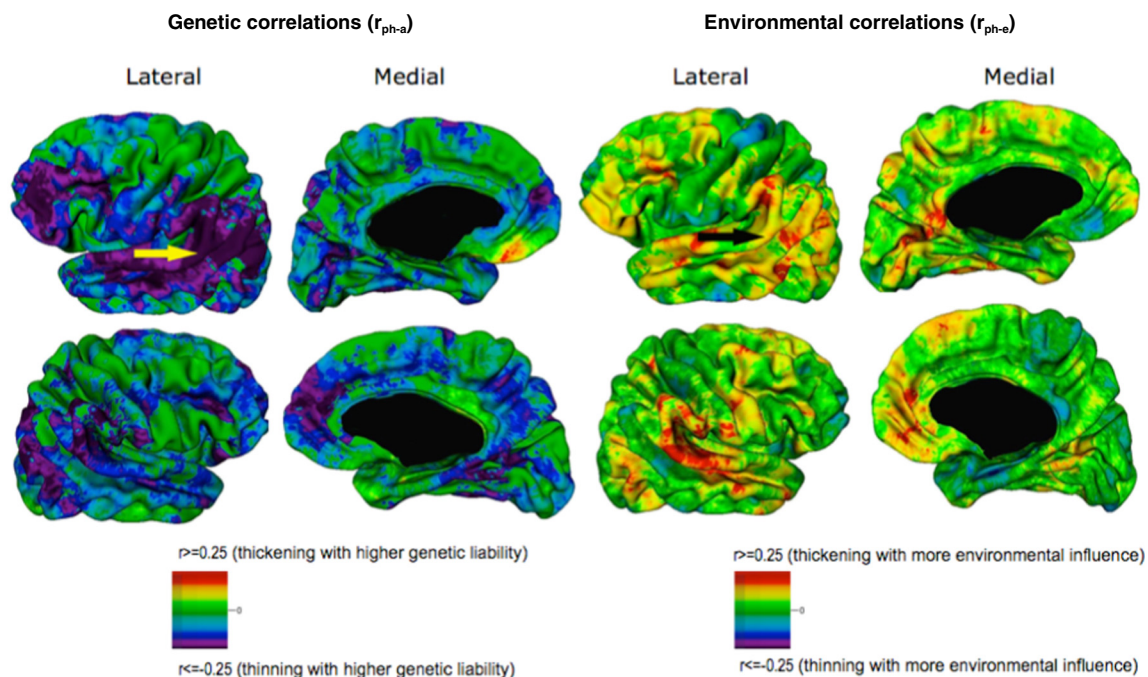 Genetic correlations (rph-a)
Environmental correlations (rph-e)
Lateral
Medial
Lateral
Medial
r>=0.25 (thickening with higher genetic liability)
0
r<=-0.25 (thinning with higher genetic liability)
r>=0.25 (thickening with more environmental influence)
0
r<=-0.25 (thinning with more environmental influence)